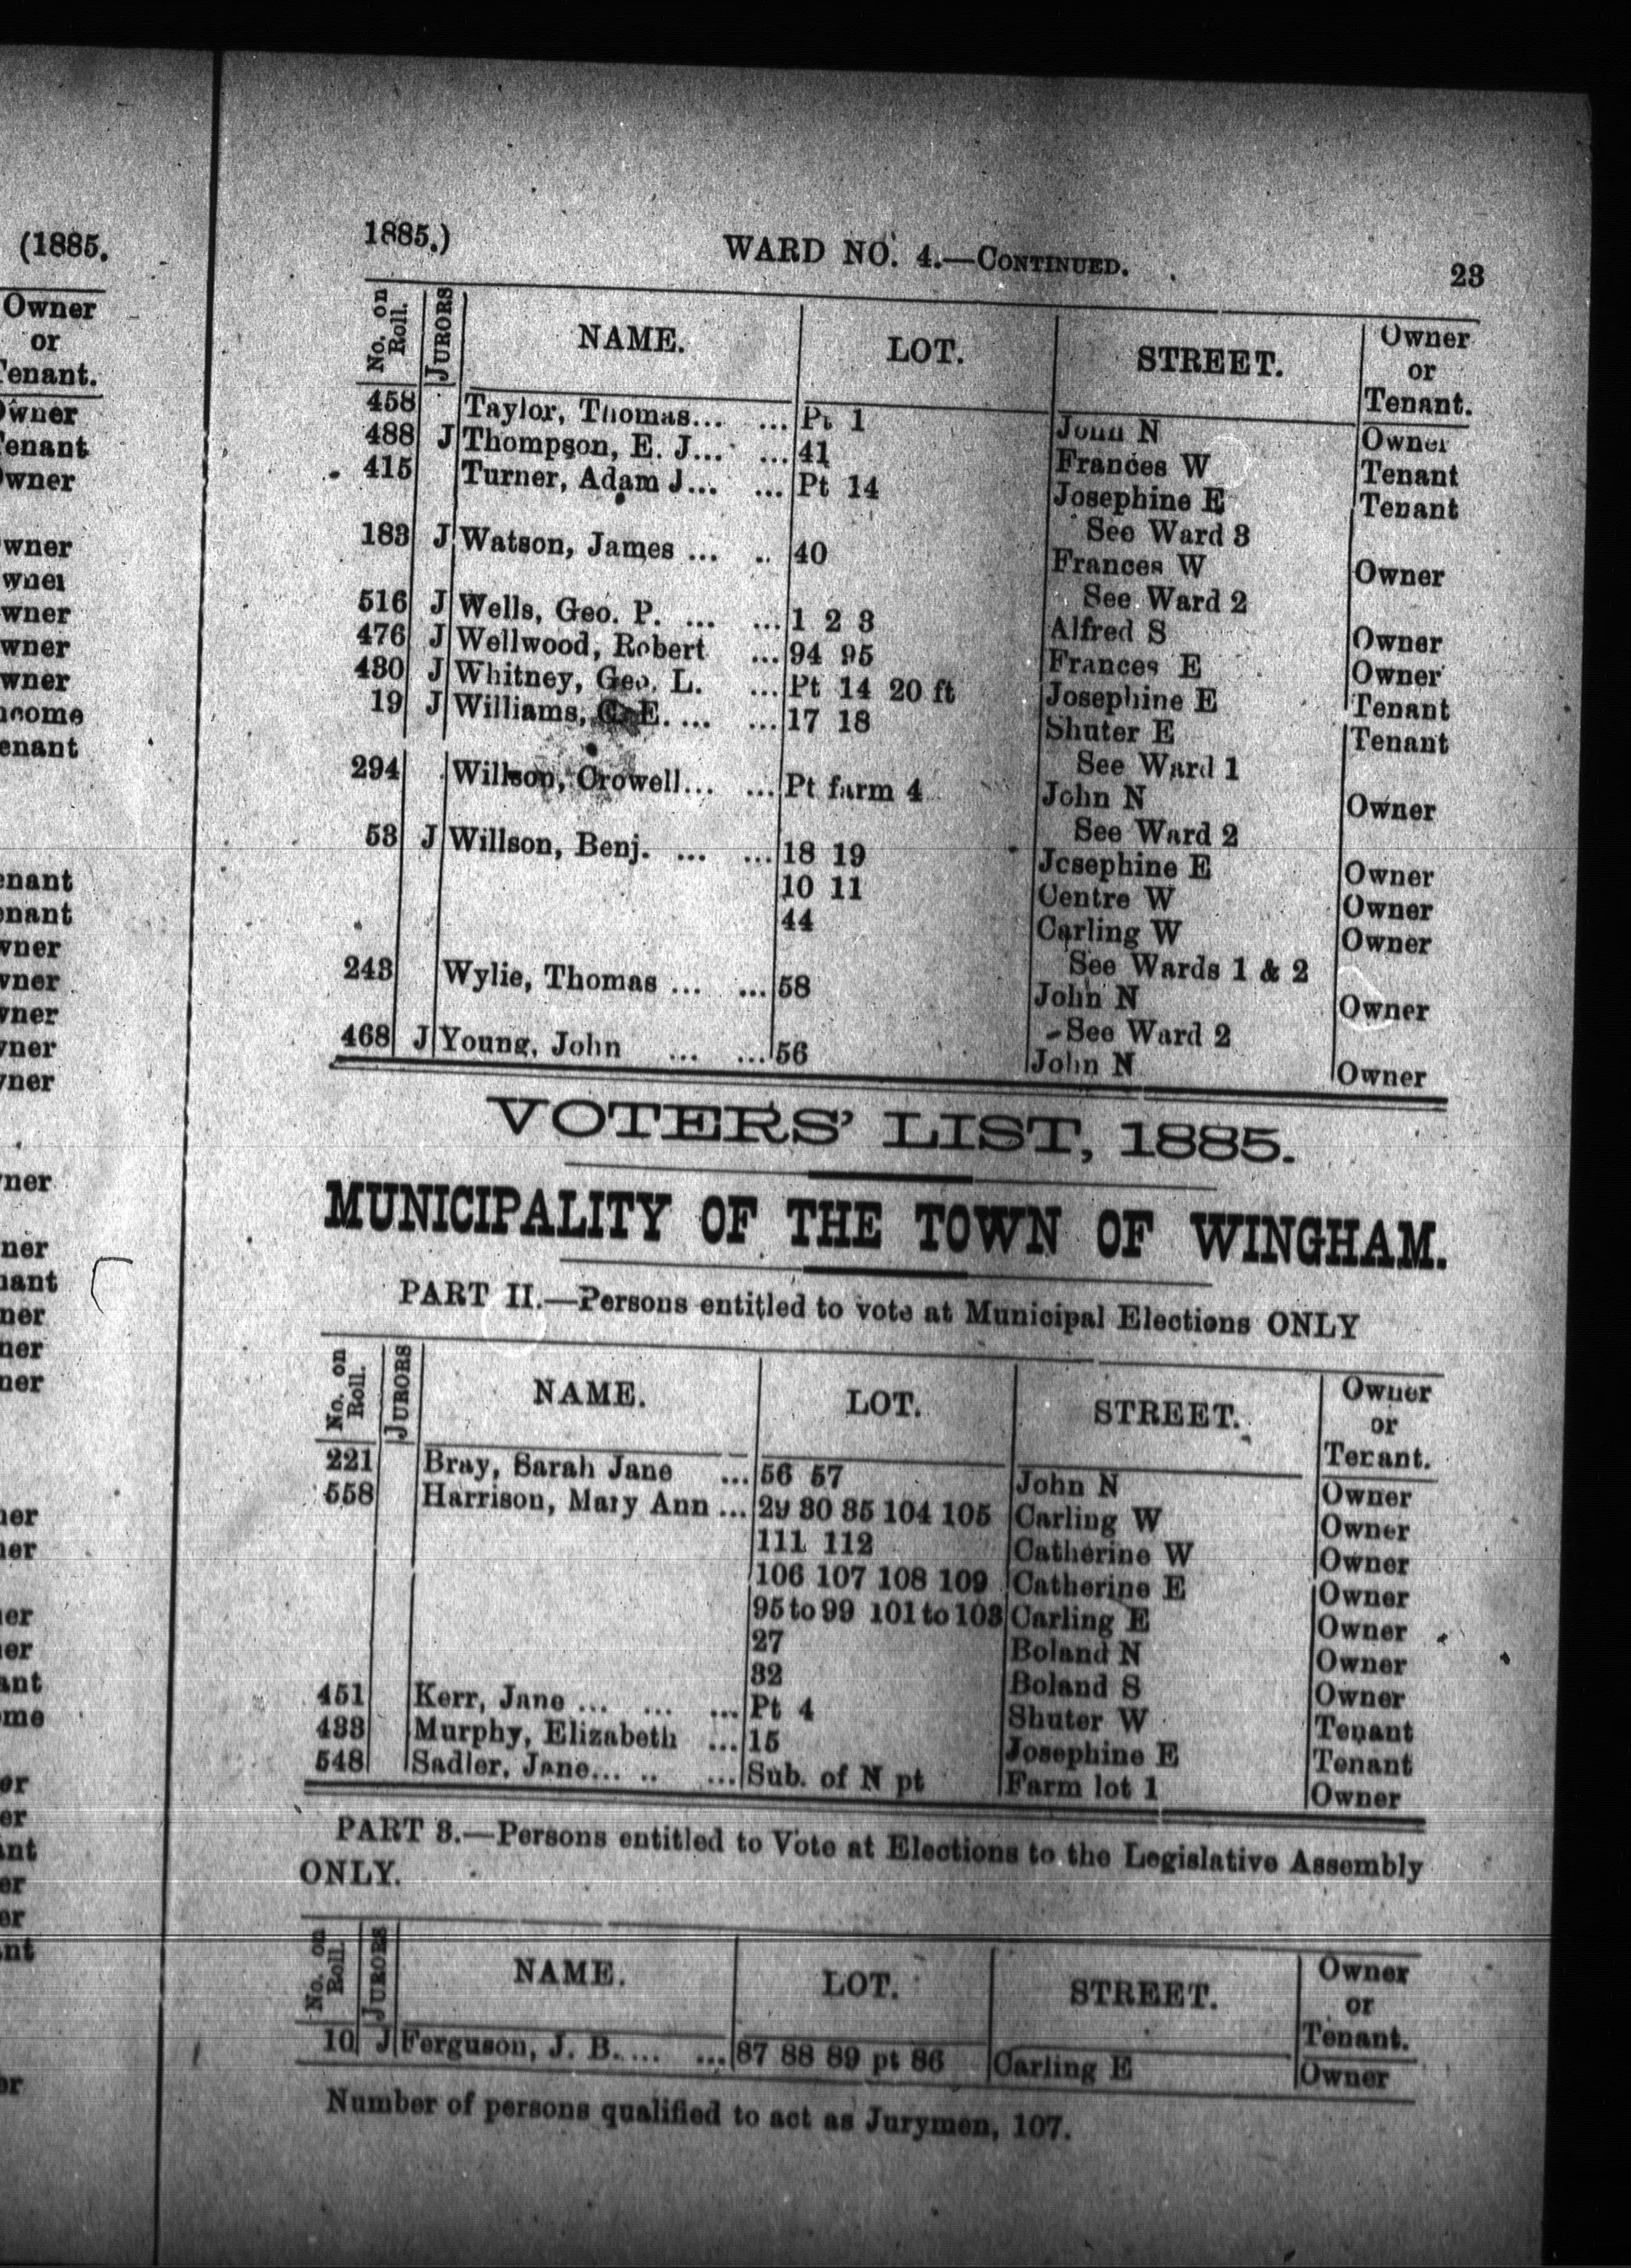 (1885.
Owner
or
Tenant.
1885.) WARD NO. 4.—CONTINUED. 23
No. on Roll. JURORS NAME. LOT. STREET. Owner or Tenant.
458 Taylor, Thomas... ... Pt 1 John N Owner
488 J Thompson, E. J... ... 41 Frances W Tenant
415 Turner, Adam J... ... Pt 14 Josephine E Tenant
See Ward 3
183 J Watson, James ... .. 40 Frances W Owner
See Ward 2
516 J Wells, Geo. P. ... ... 1 2 3 Alfred S Owner
476 J Wellwood, Robert ... 94 95 Frances E Owner
430 J Whitney, Geo. L. ... Pt 14 20 ft Josephine E Tenant
19 J Williams, E. ... ... 17 18 Shuter E Tenant
See Ward 1
294 Willson, Crowell... ... Pt farm 4 John N Owner
See Ward 2
53 J Willson, Benj. ... ... 18 19 Josephine E Owner
10 11 Centre W Owner
44 Carling W Owner
See Wards 1 & 2
243 Wylie, Thomas ... ... 58 John N Owner
See Ward 2
468 J Young, John ... ... 56 John N Owner
VOTERS' LIST, 1885.
MUNICIPALITY OF THE TOWN OF WINGHAM.
PART II.—Persons entitled to vote at Municipal Elections ONLY
No. on Roll. JURORS NAME. LOT. STREET. Owner or Tenant.
221 Bray, Sarah Jane ... 56 57 John N Owner
558 Harrison, Mary Ann ... 29 30 35 104 105 Carling W Owner
111 112 Catherine W Owner
106 107 108 109 Catherine E Owner
95 to 99 101 to 103 Carling E Owner
27 Boland N Owner
32 Boland S Owner
451 Kerr, Jane ... ... ... Pt 4 Shuter W Tenant
433 Murphy, Elizabeth ... 15 Josephine E Tenant
548 Sadler, Jane... .. ... Sub. of N pt Farm lot 1 Owner
PART 3.—Persons entitled to Vote at Elections to the Legislative Assembly
ONLY.
No. on Roll. JURORS NAME. LOT. STREET. Owner or Tenant.
10 J Ferguson, J. B. ... ... 87 88 89 pt 86 Carling E Owner
Number of persons qualified to act as Jurymen, 107.